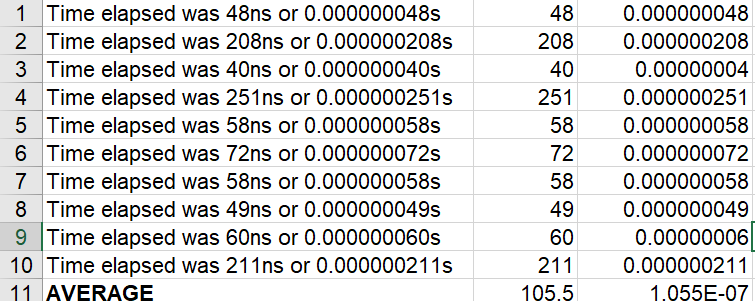 1 Time elapsed was 48ns or 0.000000048s 48 0.000000048
2 Time elapsed was 208ns or 0.000000208s 208 0.000000208
3 Time elapsed was 40ns or 0.000000040s 40 0.00000004
4 Time elapsed was 251ns or 0.000000251s 251 0.000000251
5 Time elapsed was 58ns or 0.000000058s 58 0.000000058
6 Time elapsed was 72ns or 0.000000072s 72 0.000000072
7 Time elapsed was 58ns or 0.000000058s 58 0.000000058
8 Time elapsed was 49ns or 0.000000049s 49 0.000000049
9 Time elapsed was 60ns or 0.000000060s 60 0.00000006
10 Time elapsed was 211ns or 0.000000211s 211 0.000000211
11 AVERAGE 105.5 1.055E-07